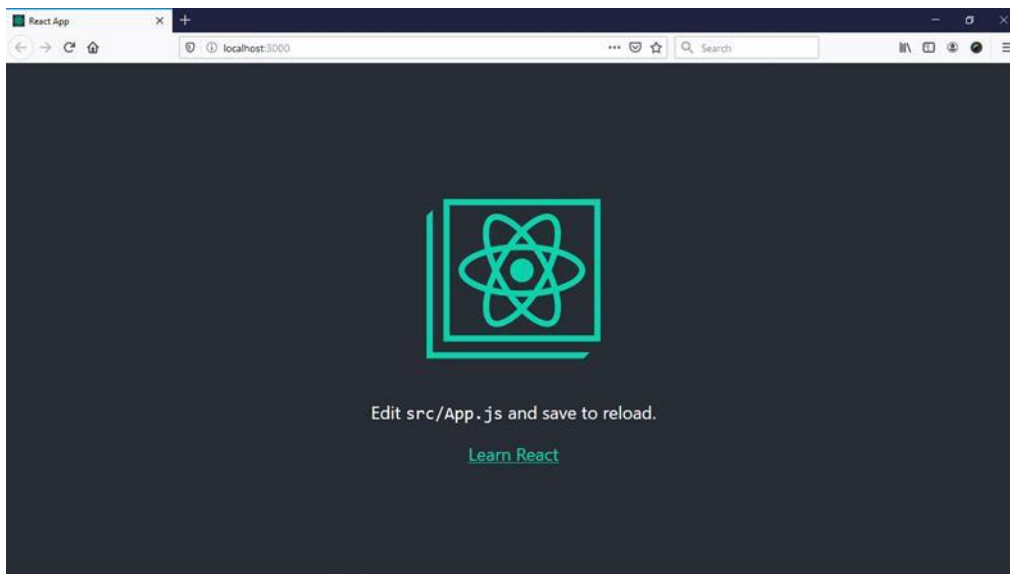 React App
localhost:3000
Search
Edit src/App.js and save to reload.
Learn React